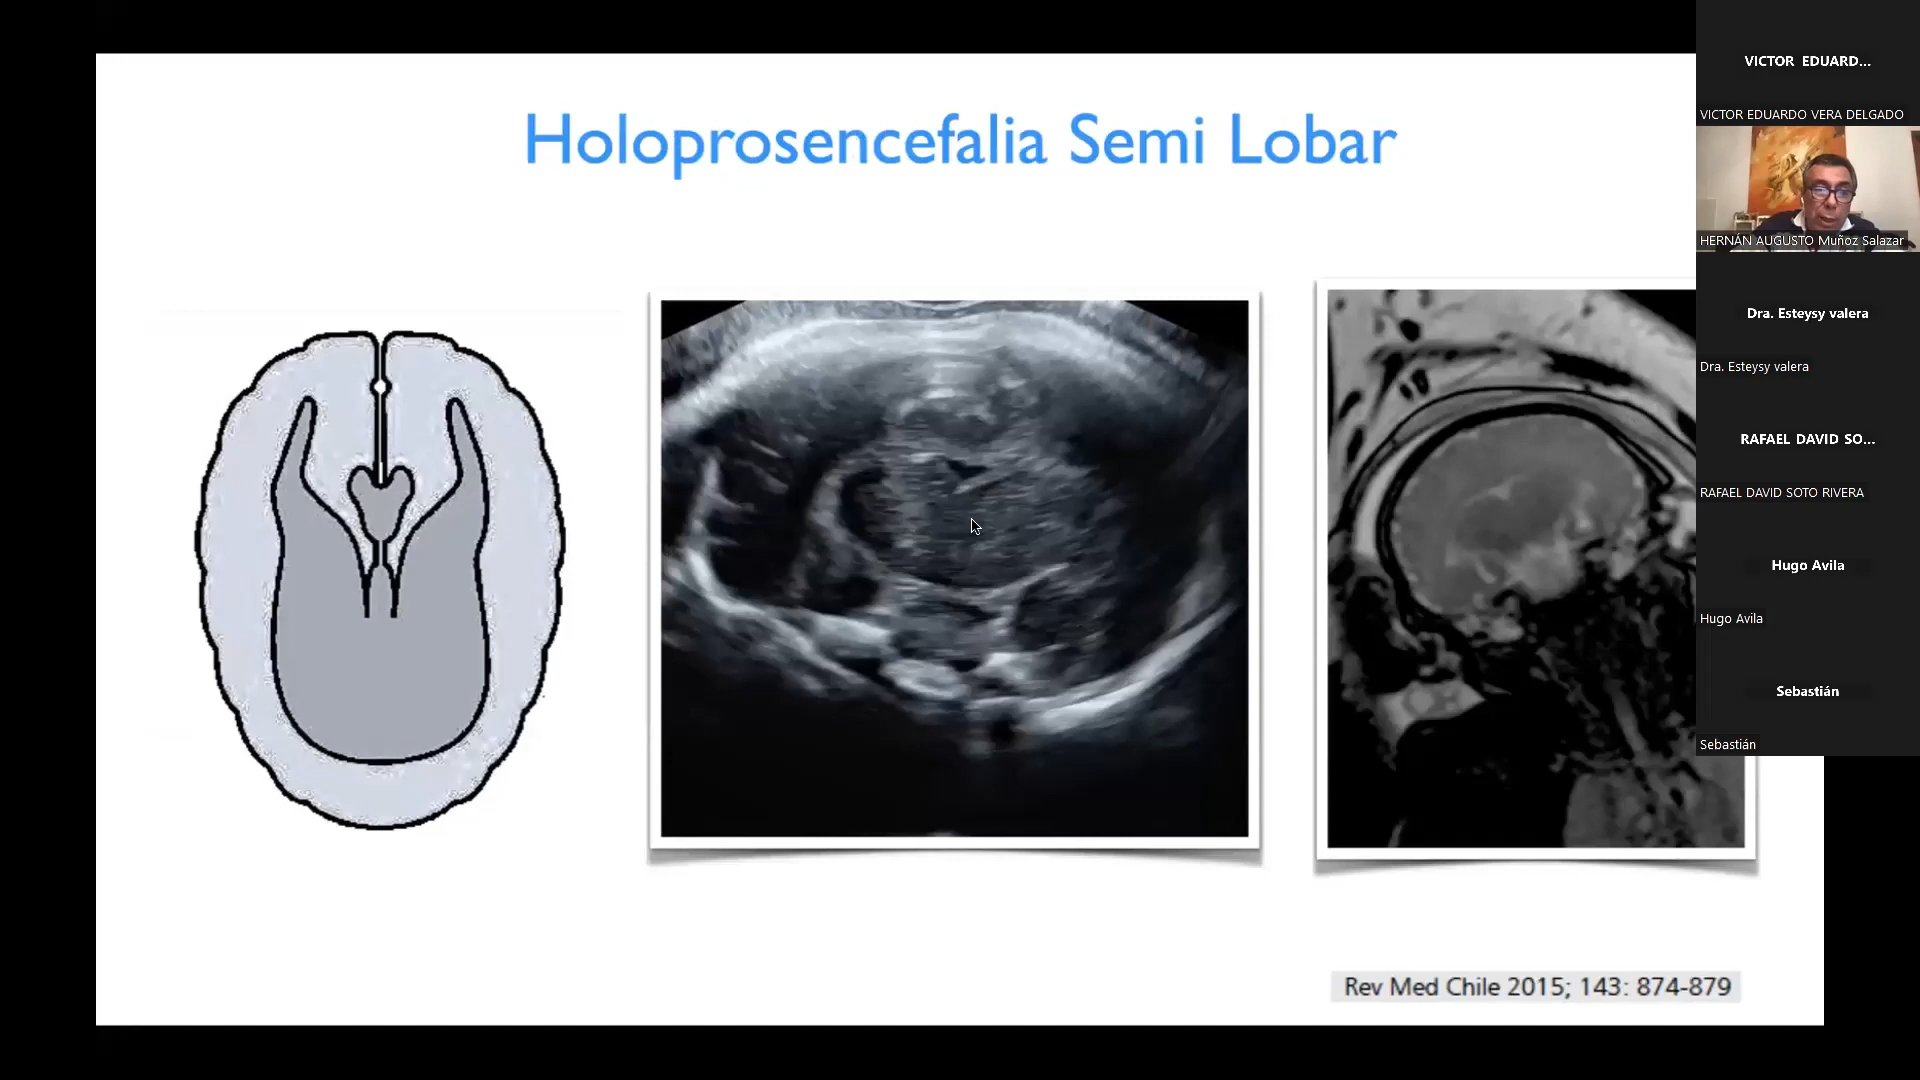 Holoprosencefalia Semi Lobar
Rev Med Chile 2015; 143: 874-879
VICTOR EDUARD...
VICTOR EDUARDO VERA DELGADO
HERNÁN AUGUSTO Muñoz Salazar
Dra. Esteysy valera
Dra. Esteysy valera
RAFAEL DAVID SO...
RAFAEL DAVID SOTO RIVERA
Hugo Avila
Hugo Avila
Sebastián
Sebastián